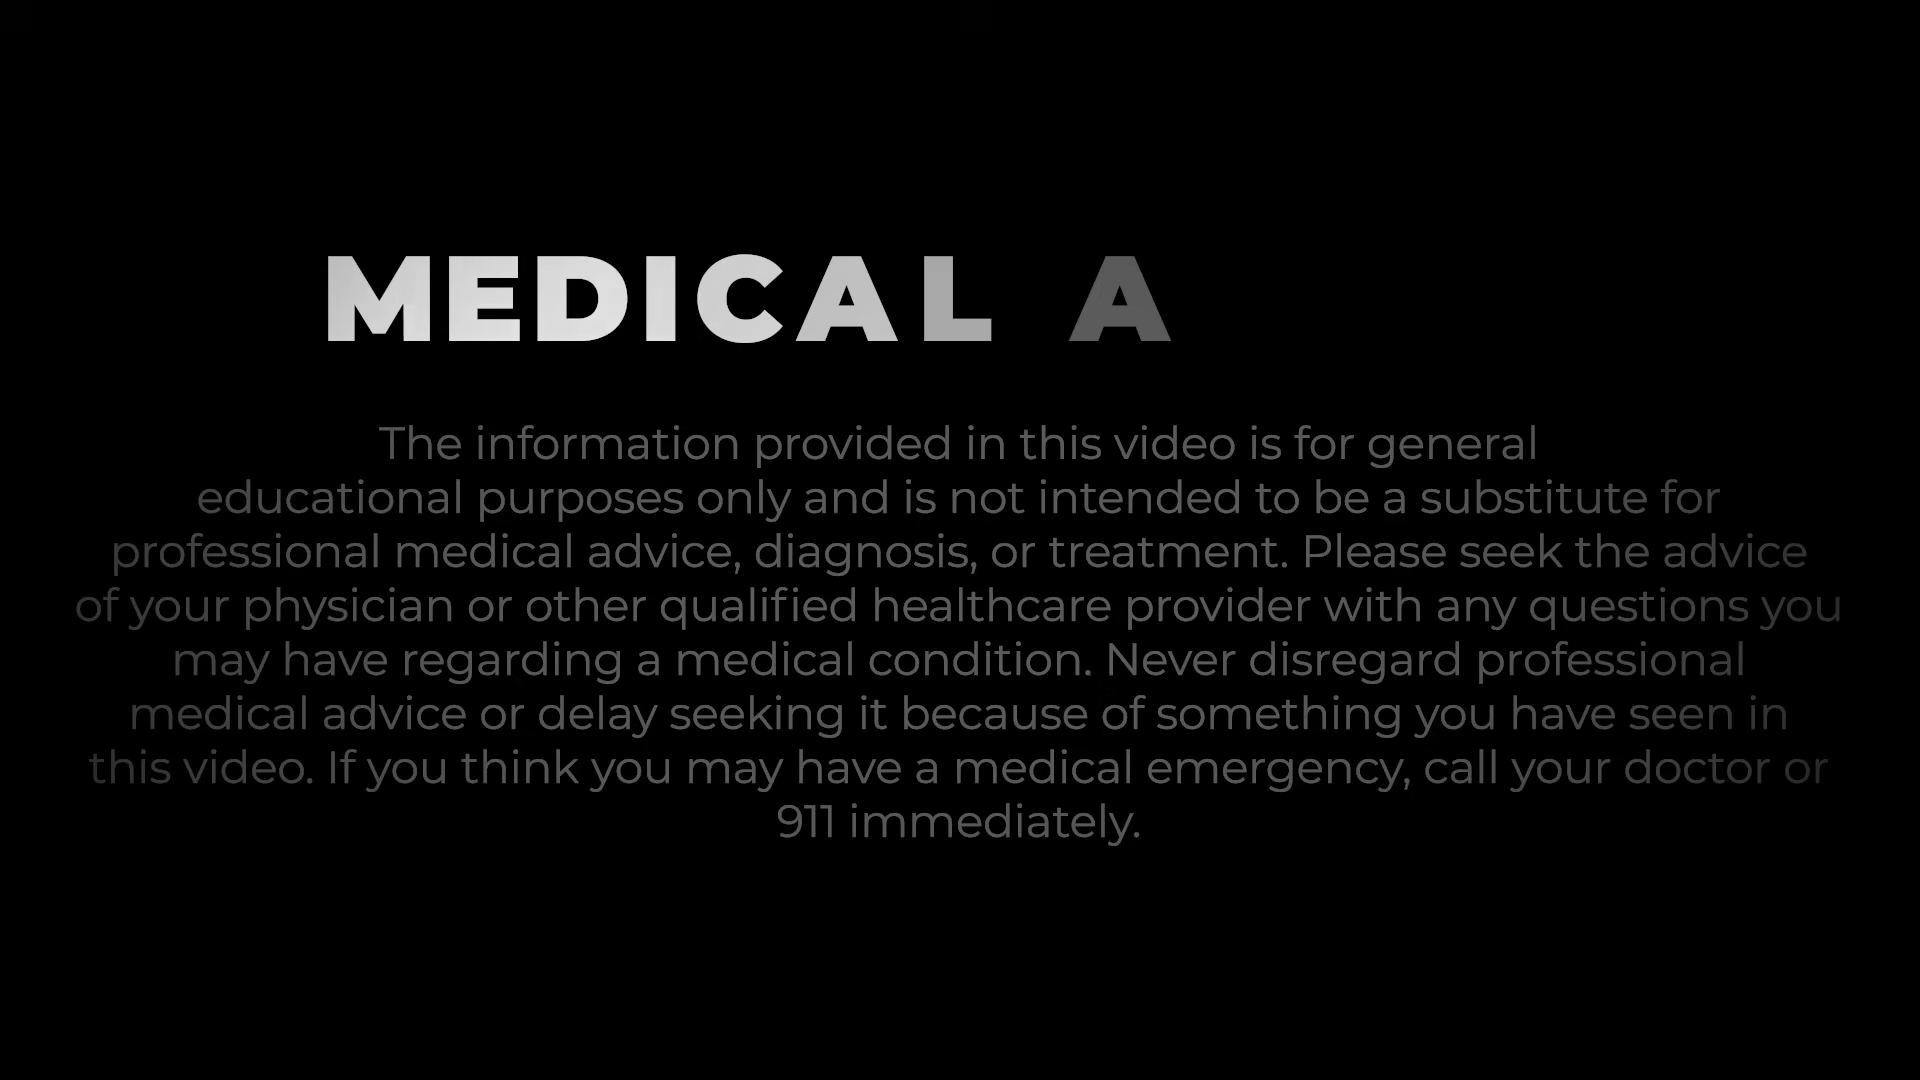 MEDICAL A
The information provided in this video is for general
educational purposes only and is not intended to be a substitute for
professional medical advice, diagnosis, or treatment. Please seek the advice
of your physician or other qualified healthcare provider with any questions you
may have regarding a medical condition. Never disregard professional
medical advice or delay seeking it because of something you have seen in
this video. If you think you may have a medical emergency, call your doctor or
911 immediately.